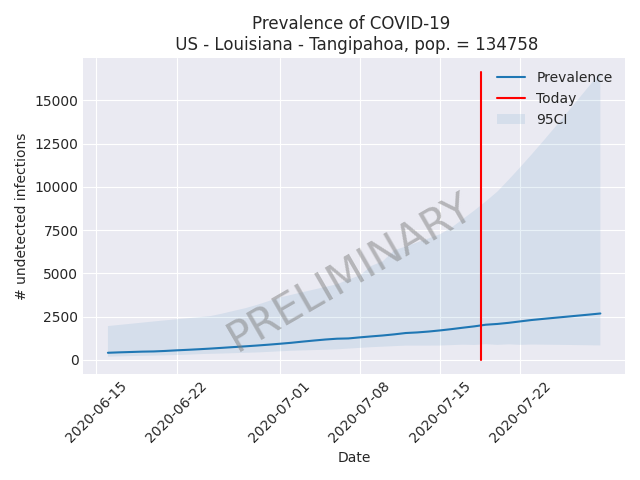 Prevalence of COVID-19
US - Louisiana - Tangipahoa, pop. = 134758
Prevalence
Today
95CI
15000
12500
10000
7500
5000
2500
0
# undetected infections
PRELIMINARY
2020-06-15
2020-06-22
2020-07-01
2020-07-08
2020-07-15
2020-07-22
Date